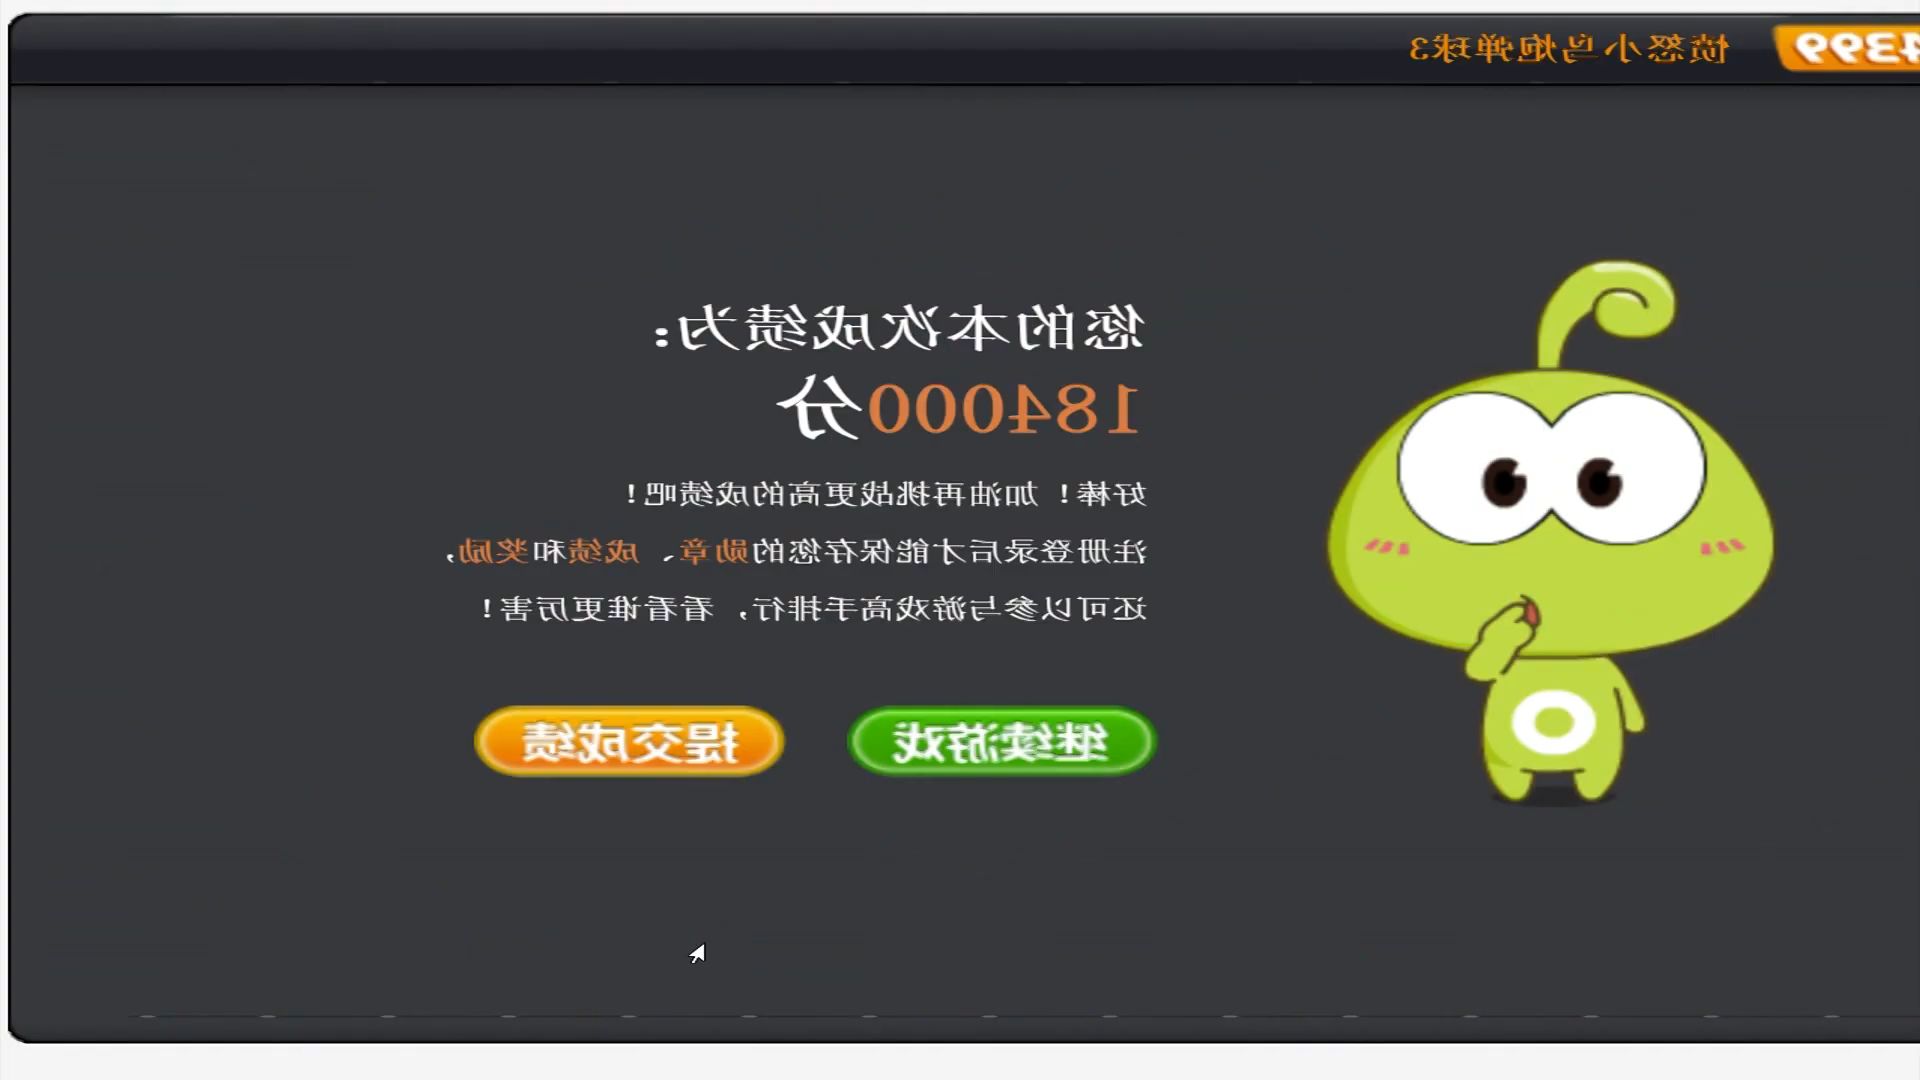 4399 愤怒小鸟炮弹球3
您的本次成绩为：
184000分
好棒！加油再挑战更高的成绩吧！
注册登录后才能保存您的勋章、成绩和奖励，
还可以参与游戏高手排行，看看谁更厉害！
继续游戏 提交成绩